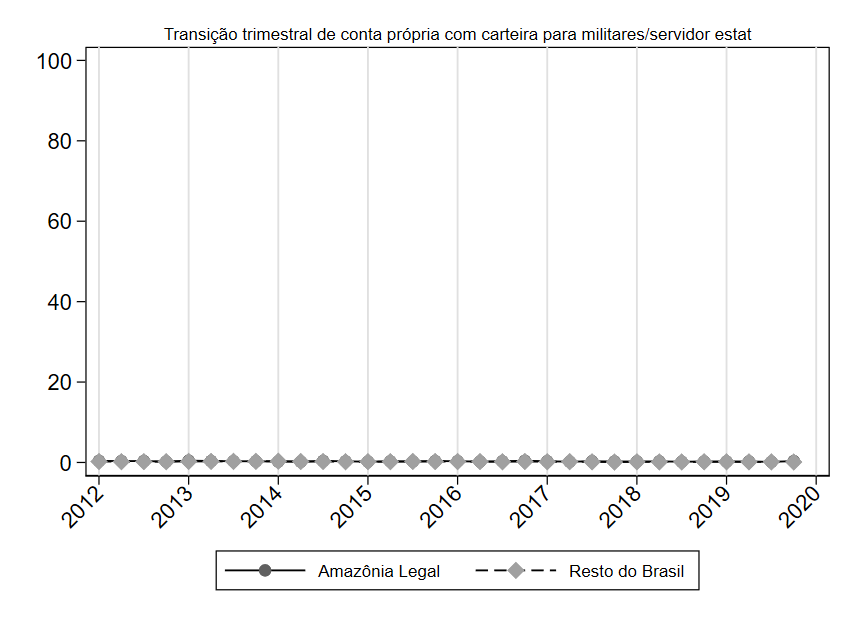 Transição trimestral de conta própria com carteira para militares/servidor estat
100
80
60
40
20
0
2012 2013 2014 2015 2016 2017 2018 2019 2020
Amazônia Legal Resto do Brasil